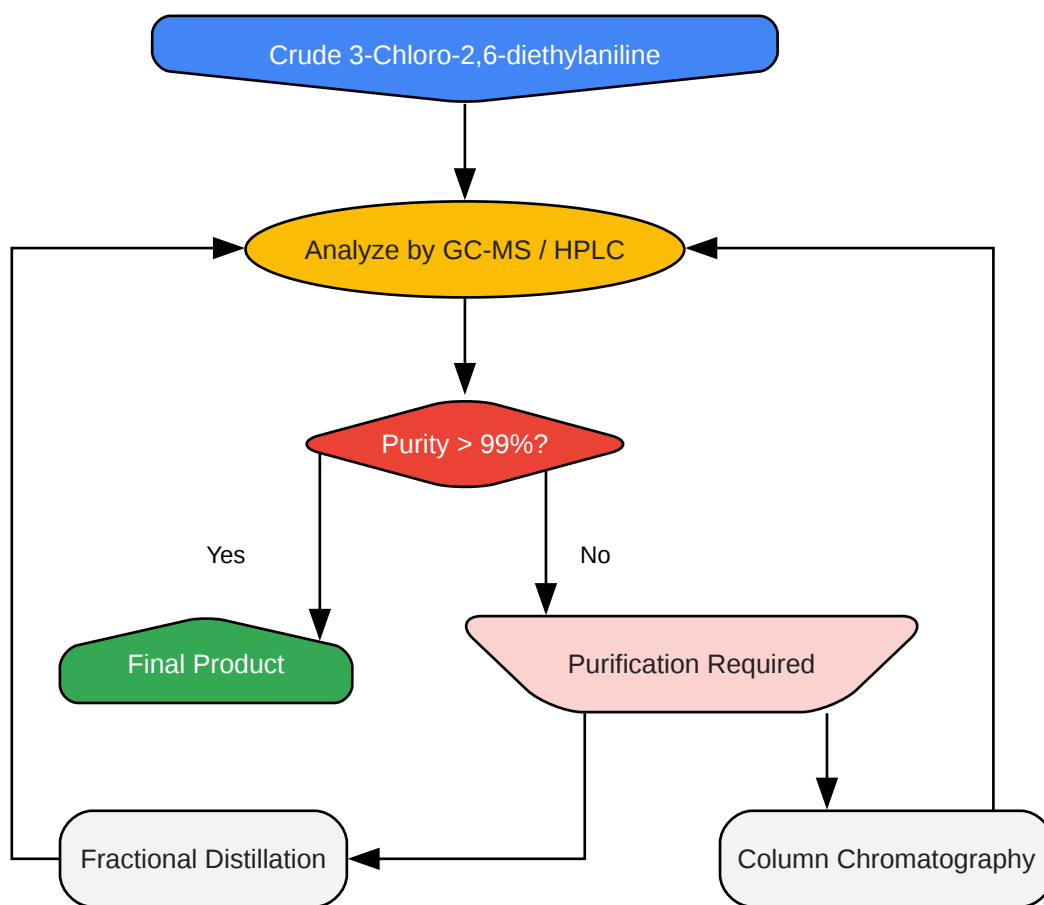 Crude 3-Chloro-2,6-diethylaniline
Analyze by GC-MS / HPLC
Purity > 99%?
Yes
No
Final Product
Purification Required
Fractional Distillation
Column Chromatography